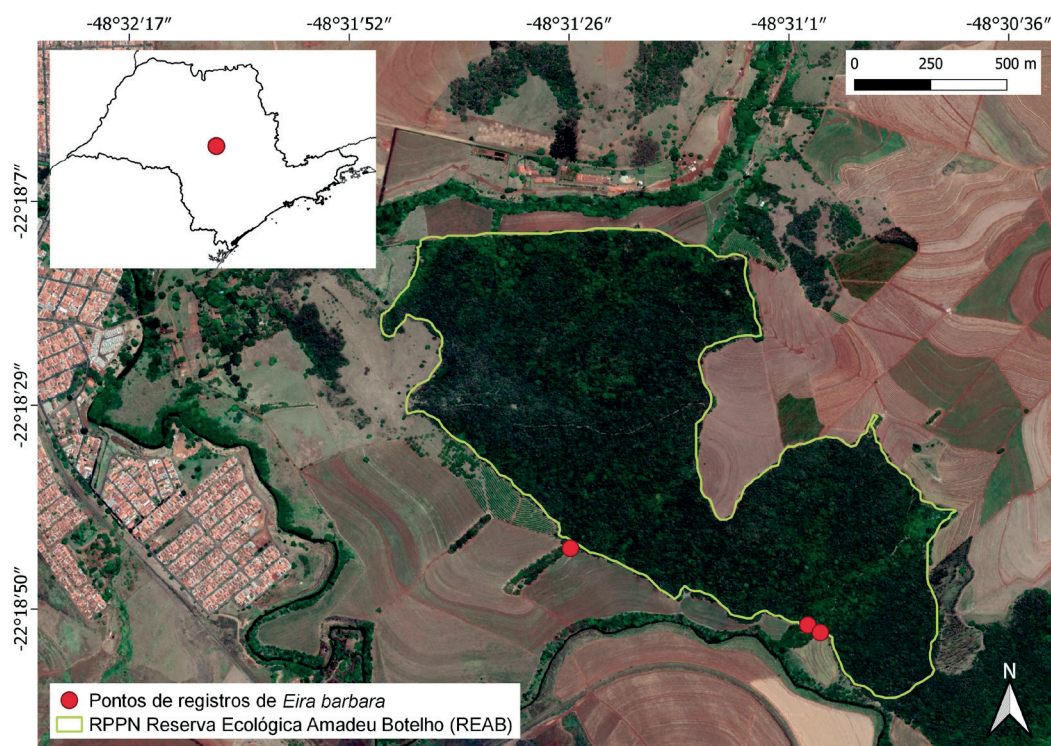 -48°32′17″ -48°31′52″ -48°31′26″ -48°31′1″ -48°30′36″
0 250 500 m
-22°18′7″
-22°18′29″
-22°18′50″
N
Pontos de registros de Eira barbara
RPPN Reserva Ecológica Amadeu Botelho (REAB)